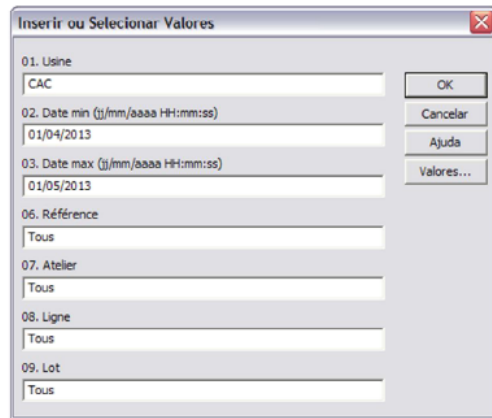 Inserir ou Selecionar Valores
01. Usine
CAC
OK
02. Date min (jj/mm/aaaa HH:mm:ss)
01/04/2013
Cancelar
03. Date max (jj/mm/aaaa HH:mm:ss)
01/05/2013
Ajuda
Valores...
06. Référence
Tous
07. Atelier
Tous
08. Ligne
Tous
09. Lot
Tous